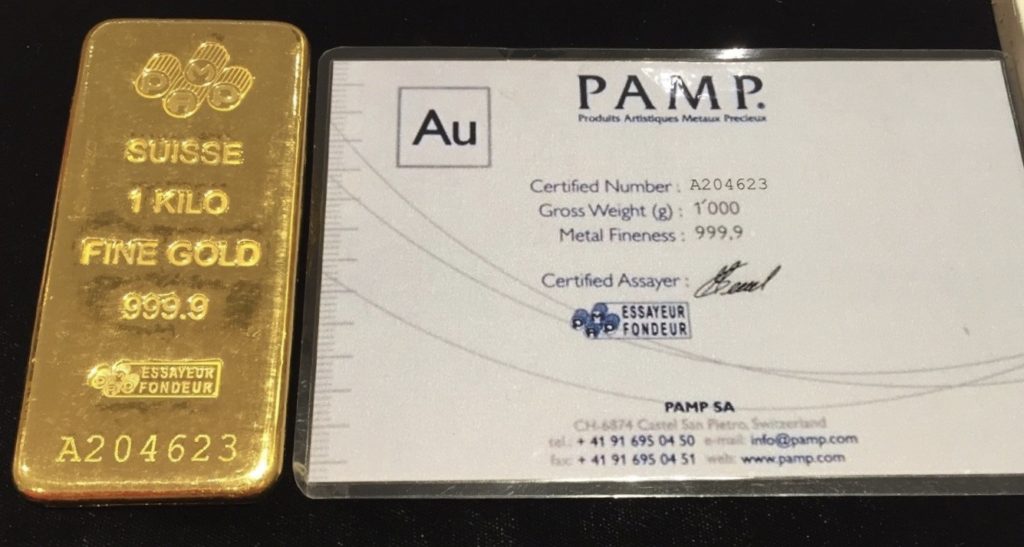 PAMP
SUISSE
1 KILO
FINE GOLD
999.9
PAMP ESSAYEUR
FONDEUR
A204623
Au
PAMP.
Produits Artistiques Metaux Precieux
Certified Number : A204623
Gross Weight (g) : 1'000
Metal Fineness : 999,9
Certified Assayer :
PAMP ESSAYEUR
FONDEUR
PAMP SA
CH-6874 Castel San Pietro, Switzerland
tel.: + 41 91 695 04 50 e-mail: info@pamp.com
fax: + 41 91 695 04 51 web: www.pamp.com